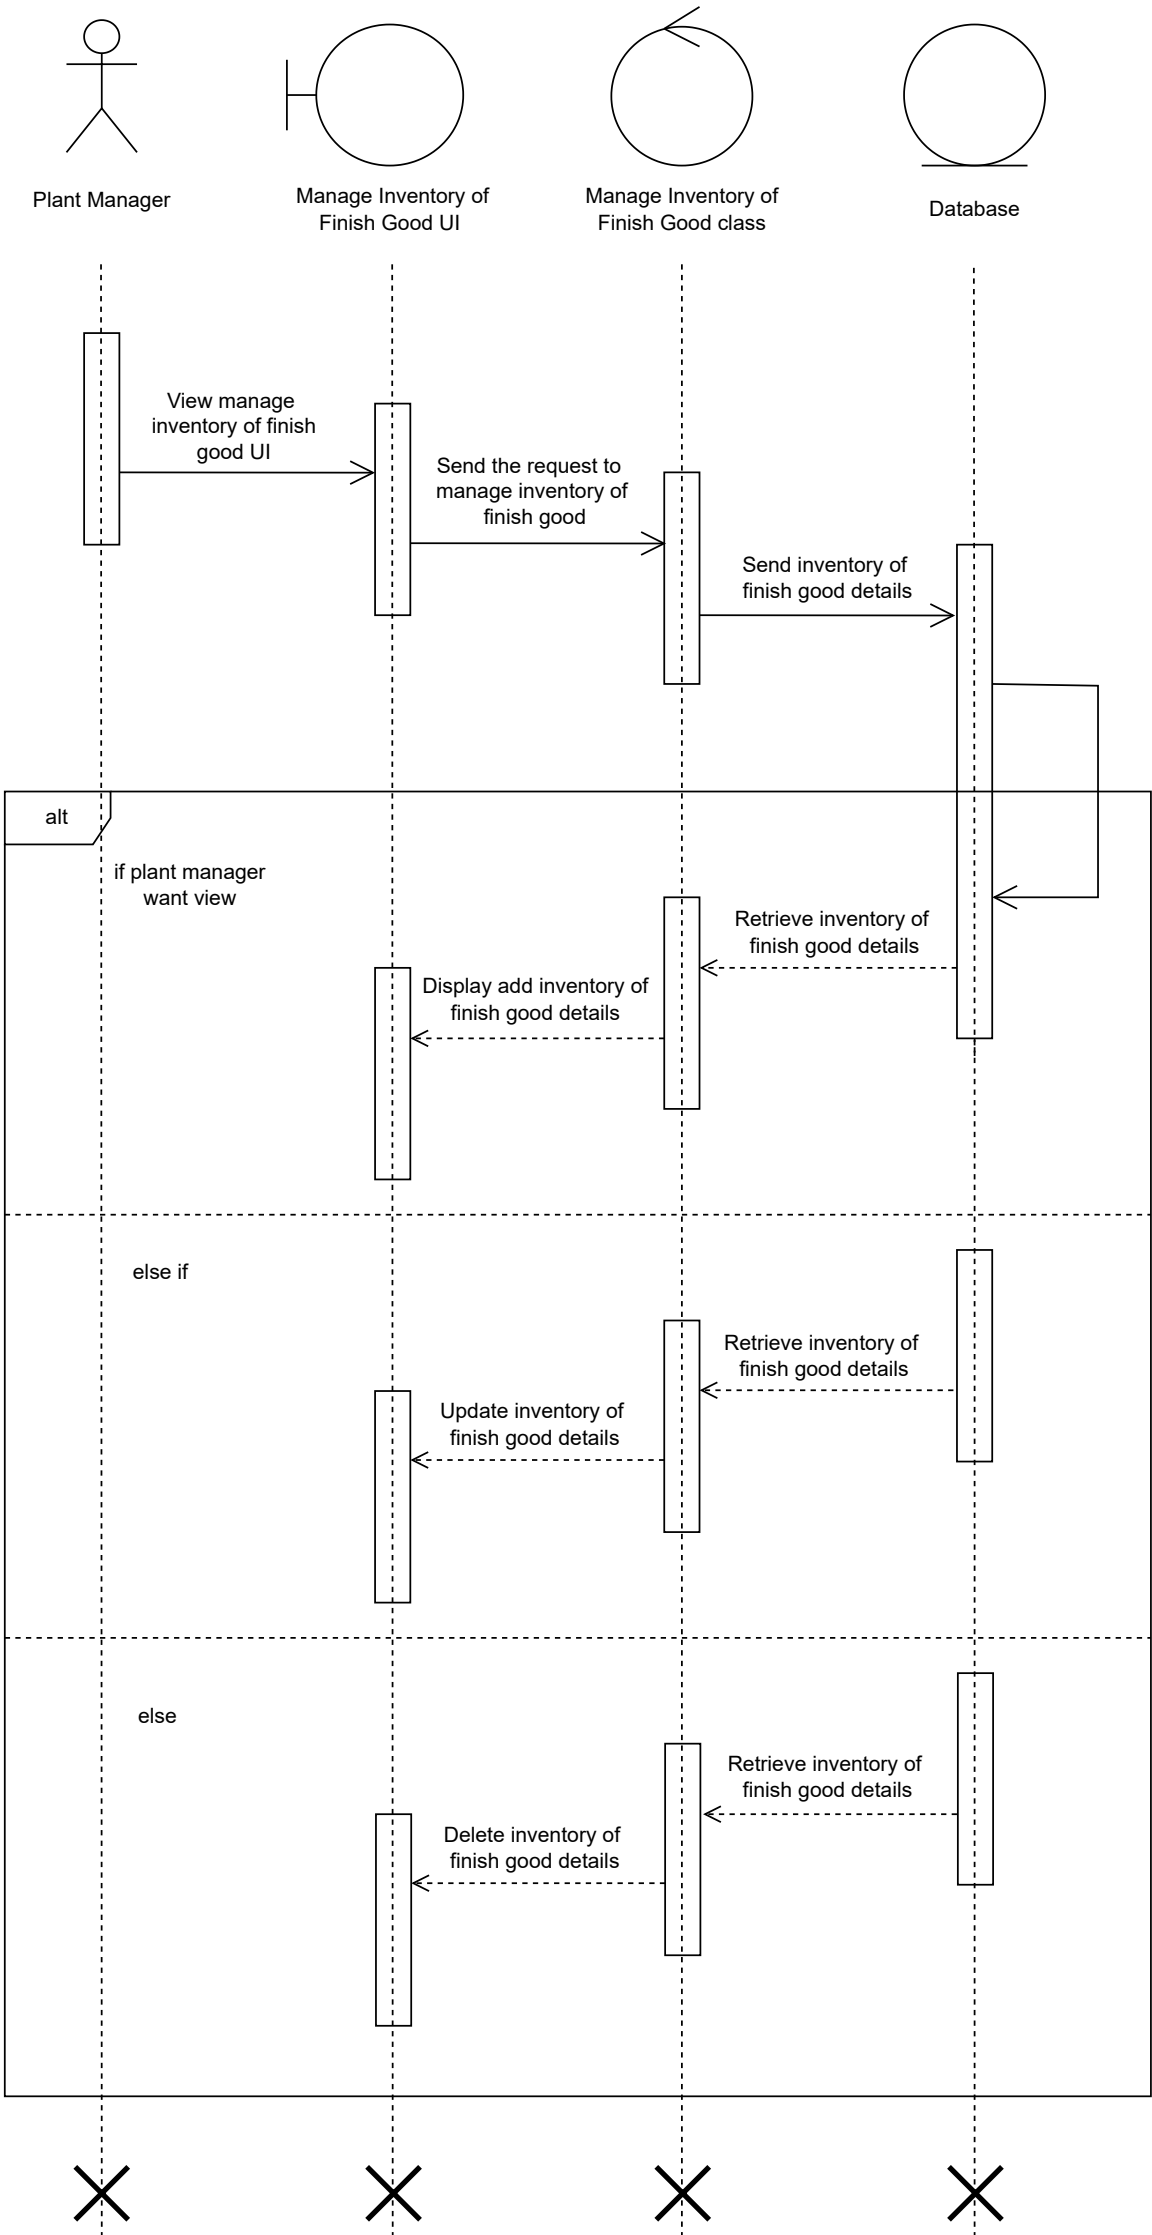 Plant Manager
Manage Inventory of
Finish Good UI
Manage Inventory of
Finish Good class
Database
View manage
inventory of finish
good UI
Send the request to
manage inventory of
finish good
Send inventory of
finish good details
alt
if plant manager
want view
Retrieve inventory of
finish good details
Display add inventory of
finish good details
else if
Retrieve inventory of
finish good details
Update inventory of
finish good details
else
Retrieve inventory of
finish good details
Delete inventory of
finish good details